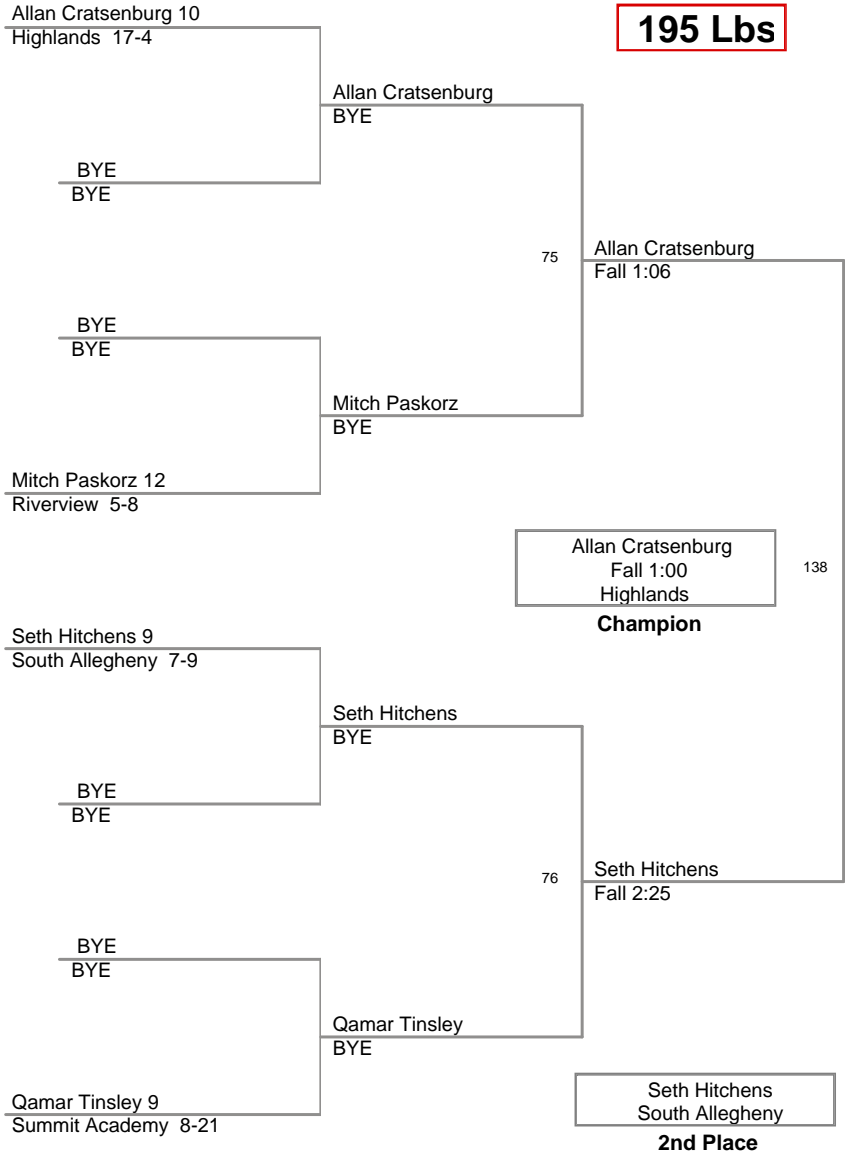 Allan Cratsenburg 10
195 Lbs
Highlands 17-4
Allan Cratsenburg
BYE
BYE
BYE
75
Allan Cratsenburg
Fall 1:06
BYE
BYE
Mitch Paskorz
BYE
Mitch Paskorz 12
Riverview 5-8
Allan Cratsenburg
Fall 1:00
Highlands
138
Champion
Seth Hitchens 9
South Allegheny 7-9
Seth Hitchens
BYE
BYE
BYE
76
Seth Hitchens
Fall 2:25
BYE
BYE
Qamar Tinsley
BYE
Qamar Tinsley 9
Summit Academy 8-21
Seth Hitchens
South Allegheny
2nd Place